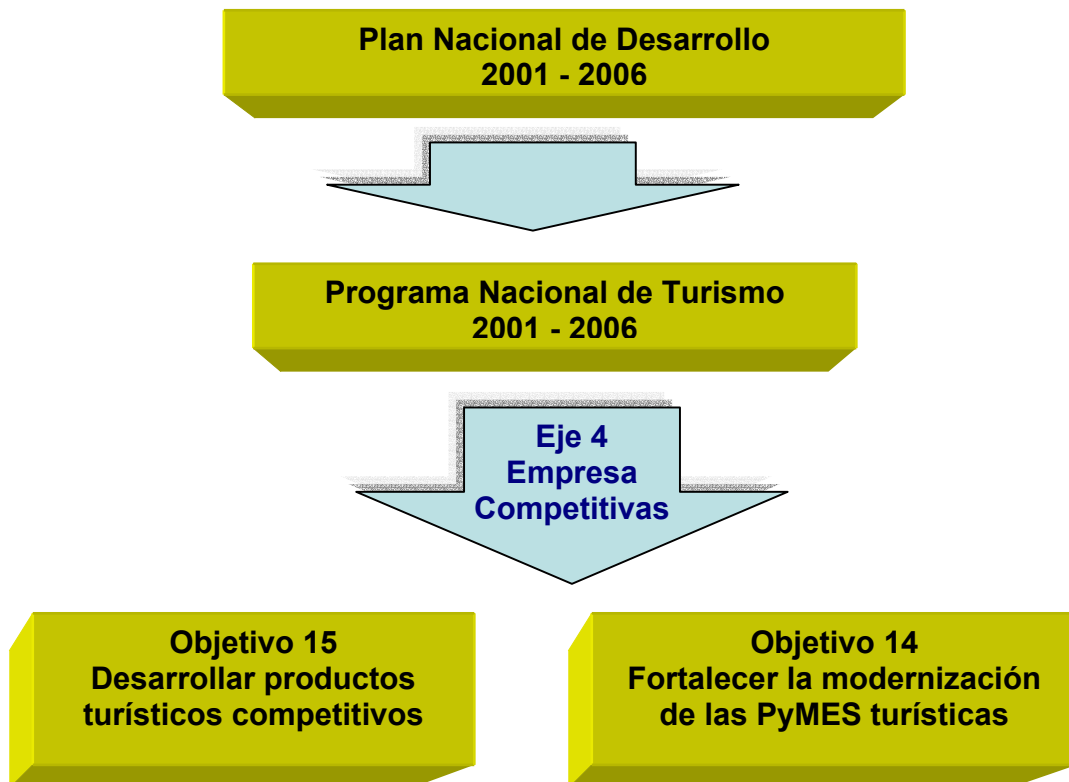 Plan Nacional de Desarrollo
2001 - 2006
Programa Nacional de Turismo
2001 - 2006
Eje 4
Empresa
Competitivas
Objetivo 15
Desarrollar productos
turísticos competitivos
Objetivo 14
Fortalecer la modernización
de las PyMES turísticas